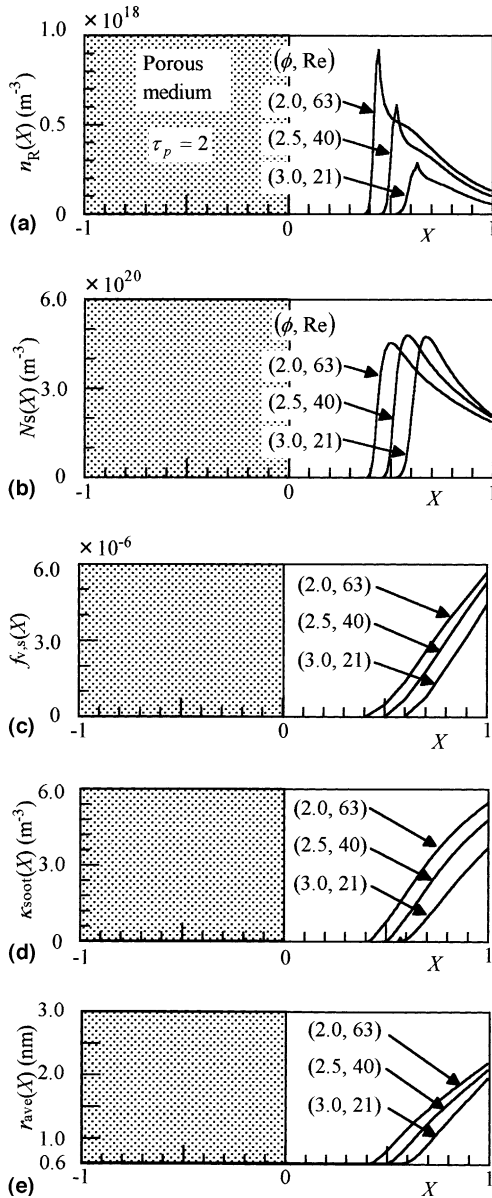 × 10^18
1.0
0.5
0
n_R(X) (m^-3)
Porous
medium
τ_p = 2
(ϕ, Re)
(2.0, 63)
(2.5, 40)
(3.0, 21)
-1
0
X
1
(a)
× 10^20
6.0
3.0
0
N_S(X) (m^-3)
(ϕ, Re)
(2.0, 63)
(2.5, 40)
(3.0, 21)
-1
0
X
1
(b)
× 10^-6
6.0
3.0
0
f_v,s(X)
(2.0, 63)
(2.5, 40)
(3.0, 21)
-1
0
X
1
(c)
6.0
3.0
0
κ_soot(X) (m^-3)
(2.0, 63)
(2.5, 40)
(3.0, 21)
-1
0
X
1
(d)
3.0
2.0
1.0
0.6
r_ave(X) (nm)
(2.0, 63)
(2.5, 40)
(3.0, 21)
-1
0
X
1
(e)